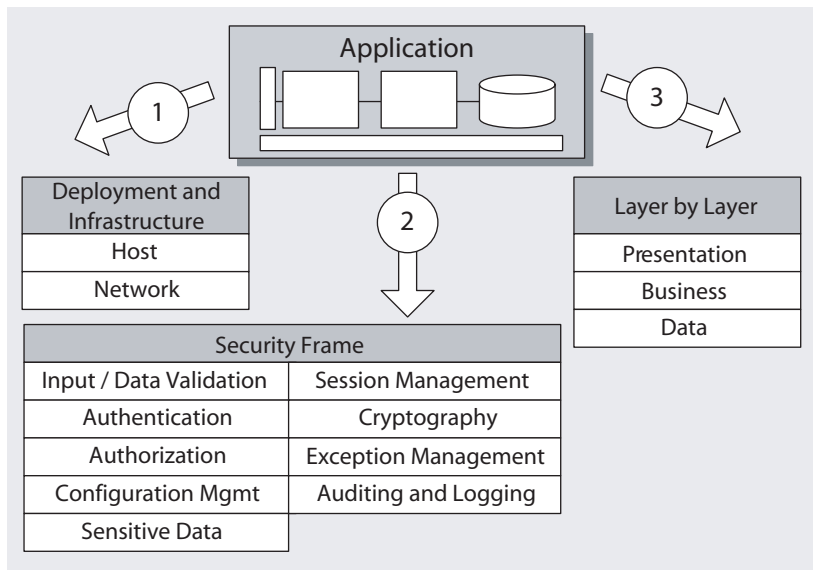 Application
1
2
3
Deployment and
Infrastructure
Host
Network
Layer by Layer
Presentation
Business
Data
Security Frame
Input / Data Validation
Session Management
Authentication
Cryptography
Authorization
Exception Management
Configuration Mgmt
Auditing and Logging
Sensitive Data